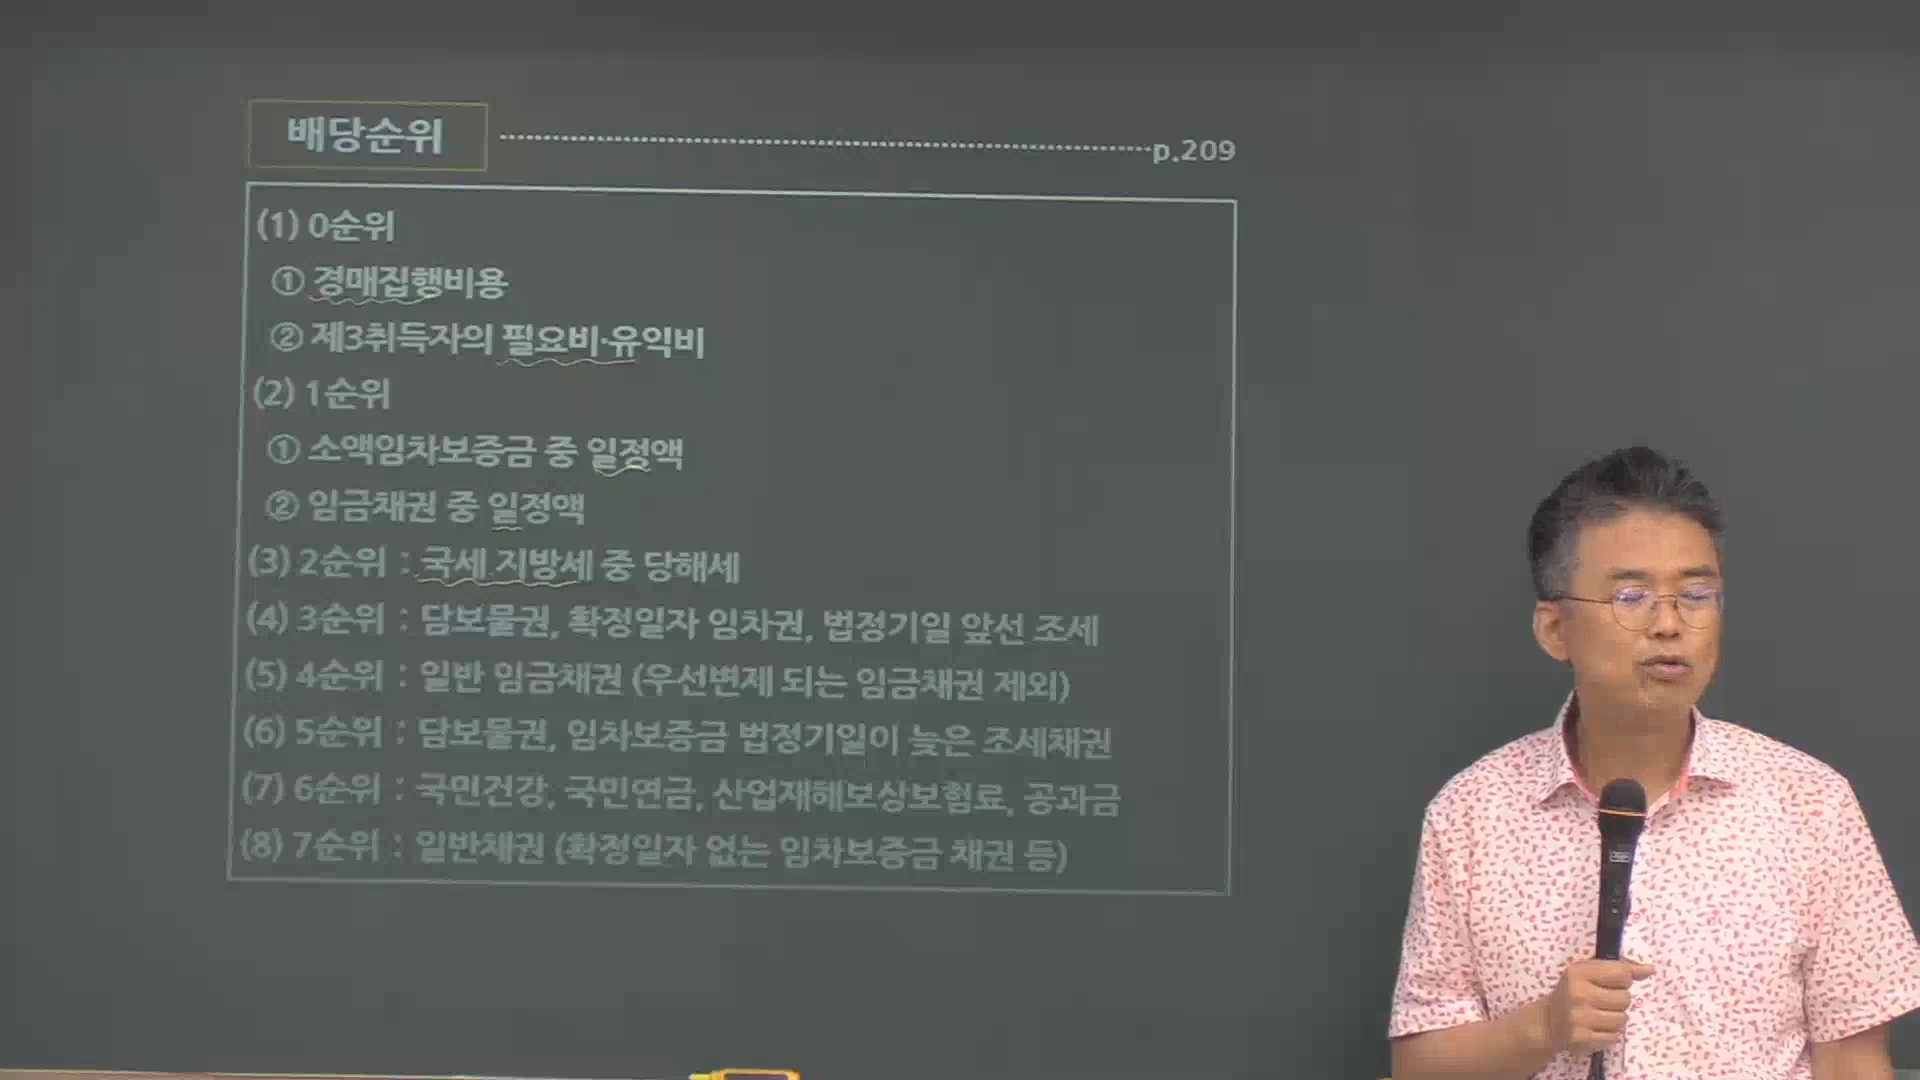 배당순위 p.209
(1) 0순위
① 경매집행비용
② 제3취득자의 필요비·유익비
(2) 1순위
① 소액임차보증금 중 일정액
② 임금채권 중 일정액
(3) 2순위 : 국세.지방세 중 당해세
(4) 3순위 : 담보물권, 확정일자 임차권, 법정기일 앞선 조세
(5) 4순위 : 일반 임금채권 (우선변제 되는 임금채권 제외)
(6) 5순위 : 담보물권, 임차보증금 법정기일이 늦은 조세채권
(7) 6순위 : 국민건강, 국민연금, 산업재해보상보험료, 공과금
(8) 7순위 : 일반채권 (확정일자 없는 임차보증금 채권 등)